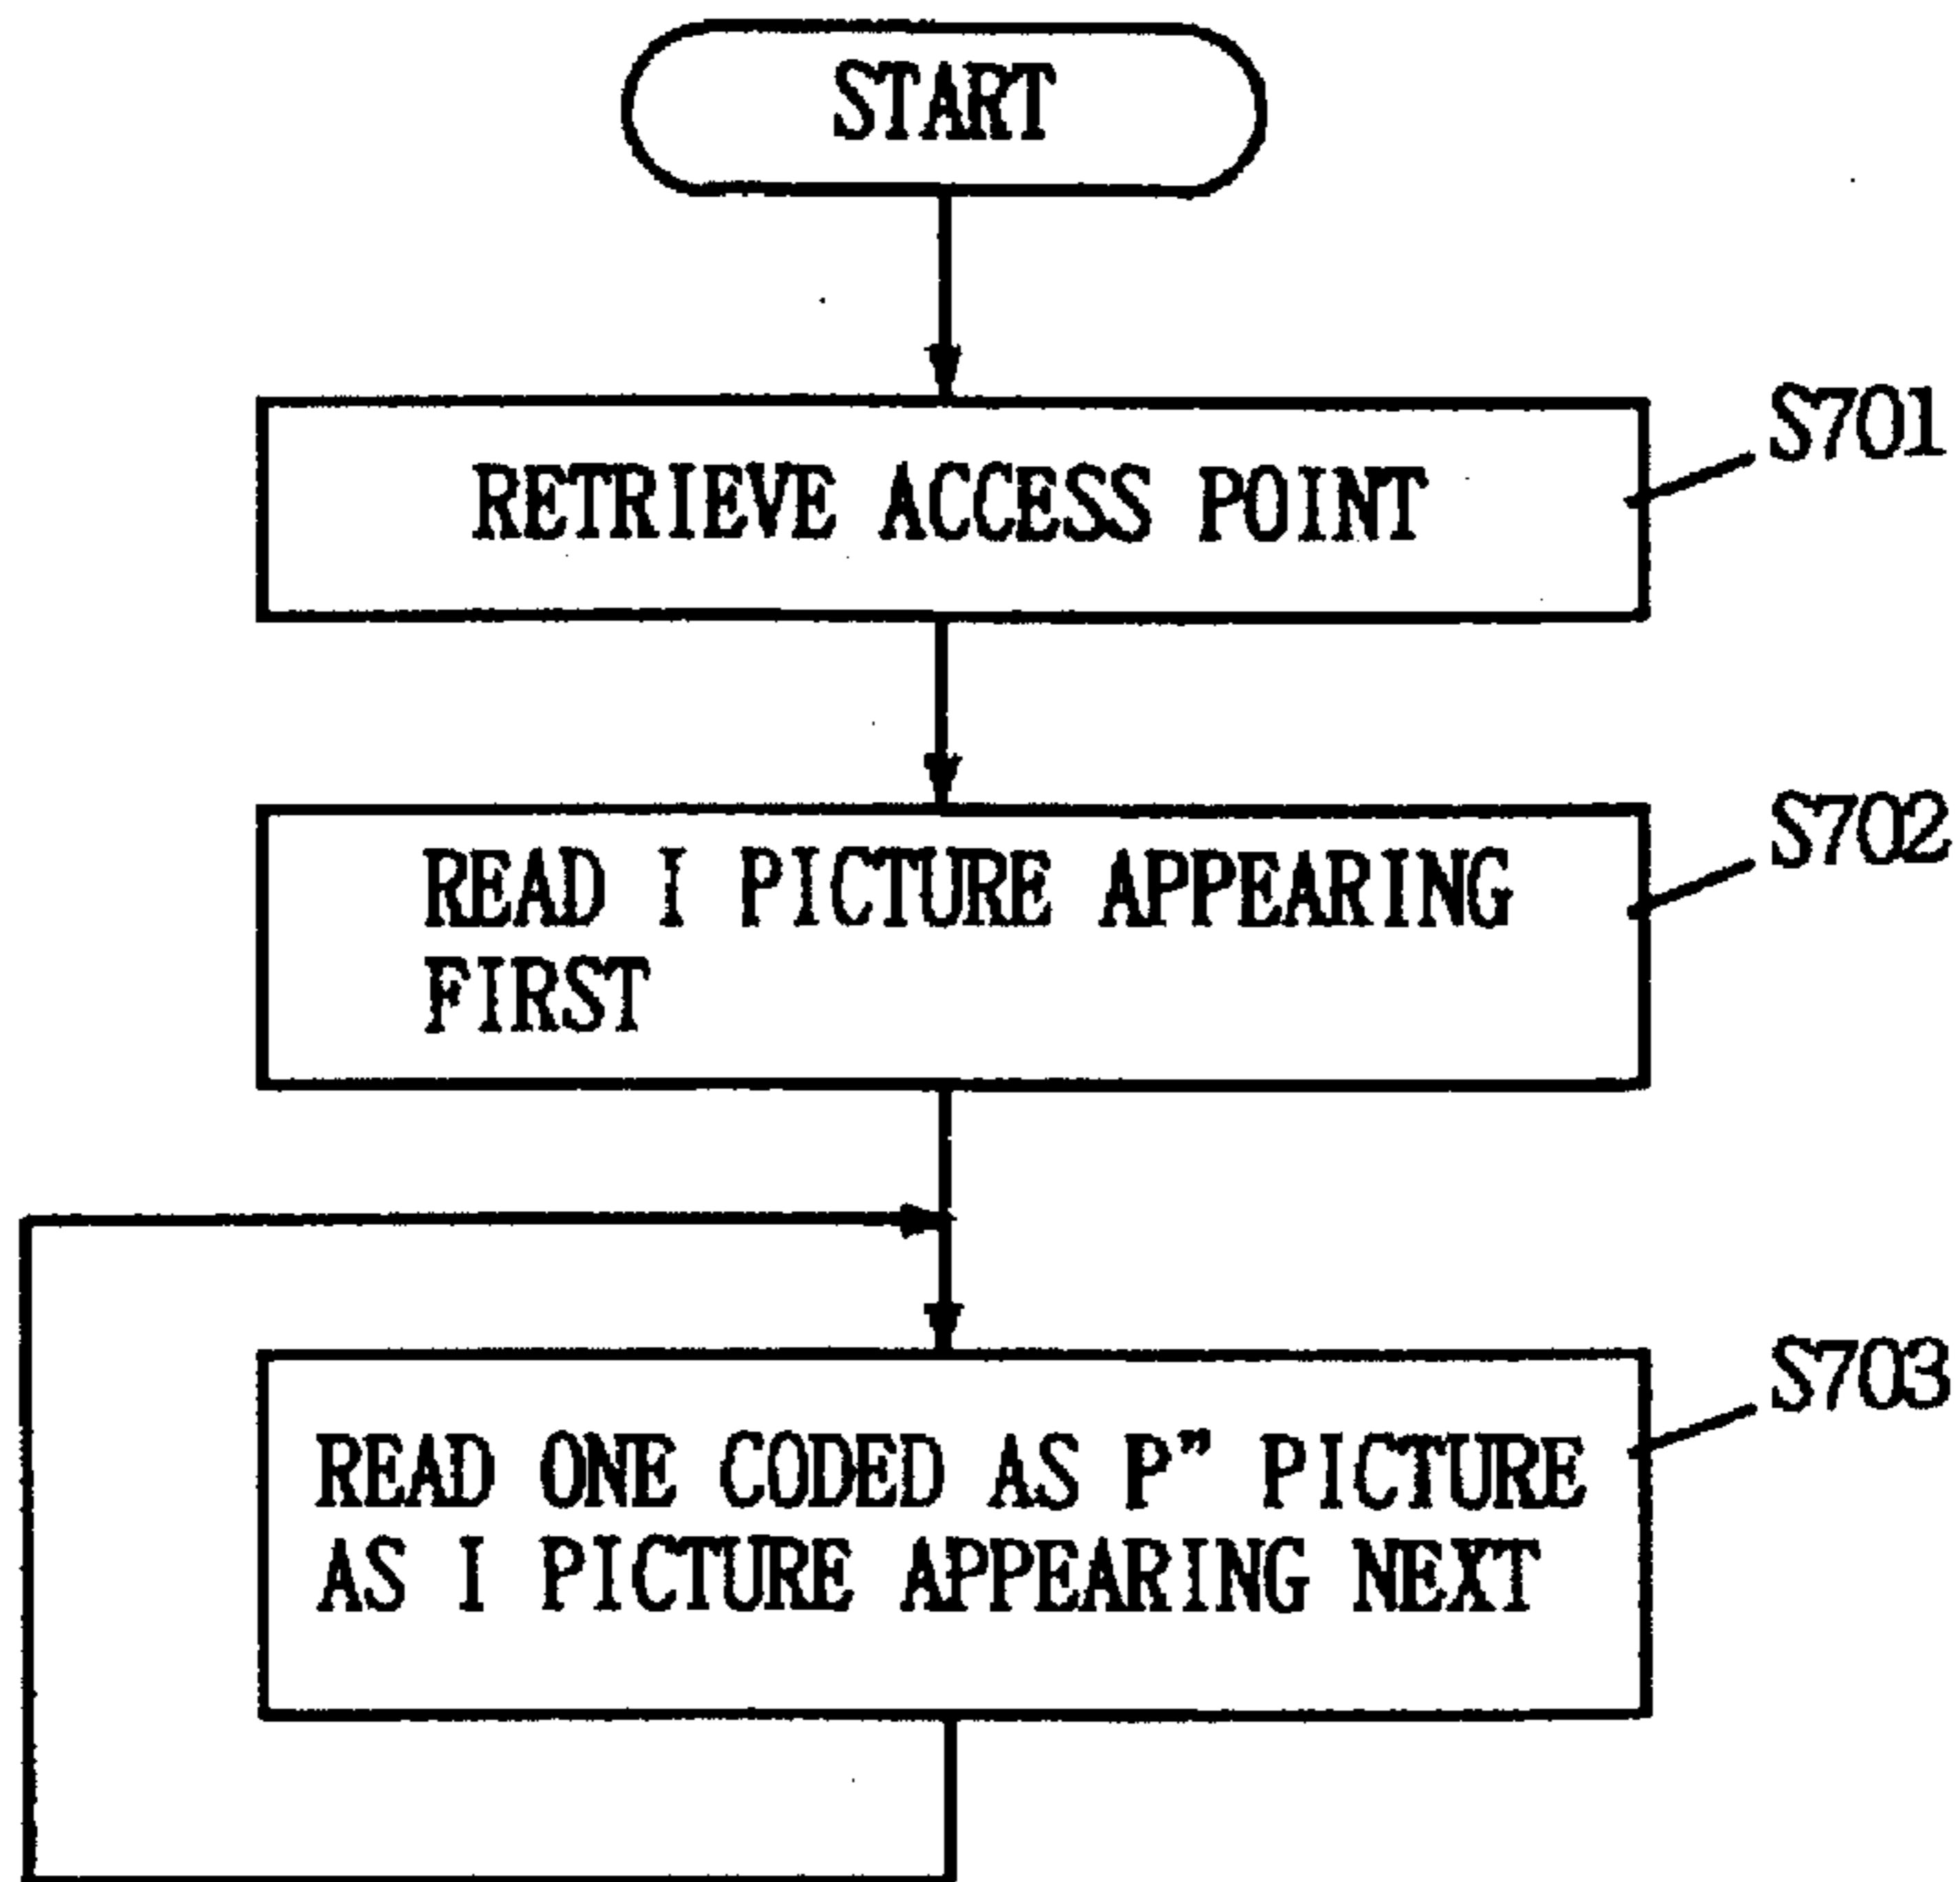 START
RETRIEVE ACCESS POINT
S701
READ I PICTURE APPEARING
FIRST
S702
READ ONE CODED AS P" PICTURE
AS I PICTURE APPEARING NEXT
S703